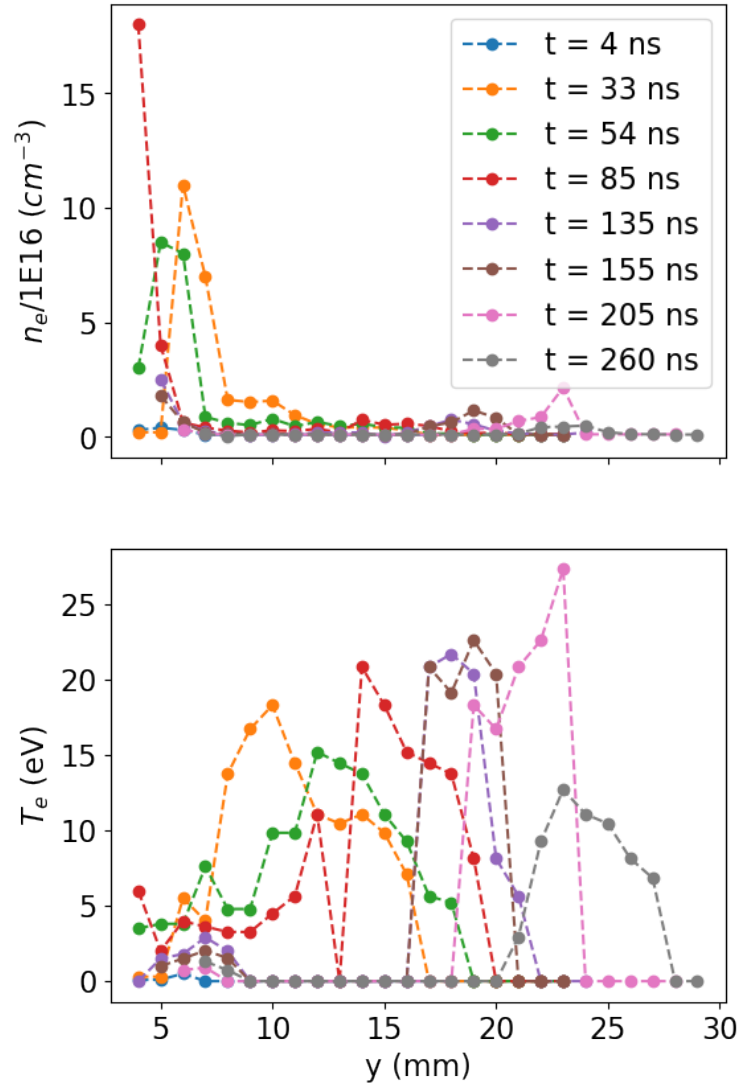 15
10
5
0
n_e/1E16 (cm^{-3})
t = 4 ns
t = 33 ns
t = 54 ns
t = 85 ns
t = 135 ns
t = 155 ns
t = 205 ns
t = 260 ns
25
20
15
10
5
0
T_e (eV)
5 10 15 20 25 30
y (mm)